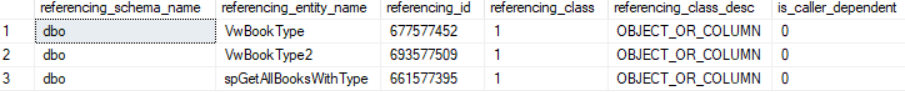 referencing_schema_name referencing_entity_name referencing_id referencing_class referencing_class_desc is_caller_dependent
1 dbo VwBookType 677577452 1 OBJECT_OR_COLUMN 0
2 dbo VwBookType2 693577509 1 OBJECT_OR_COLUMN 0
3 dbo spGetAllBooksWithType 661577395 1 OBJECT_OR_COLUMN 0